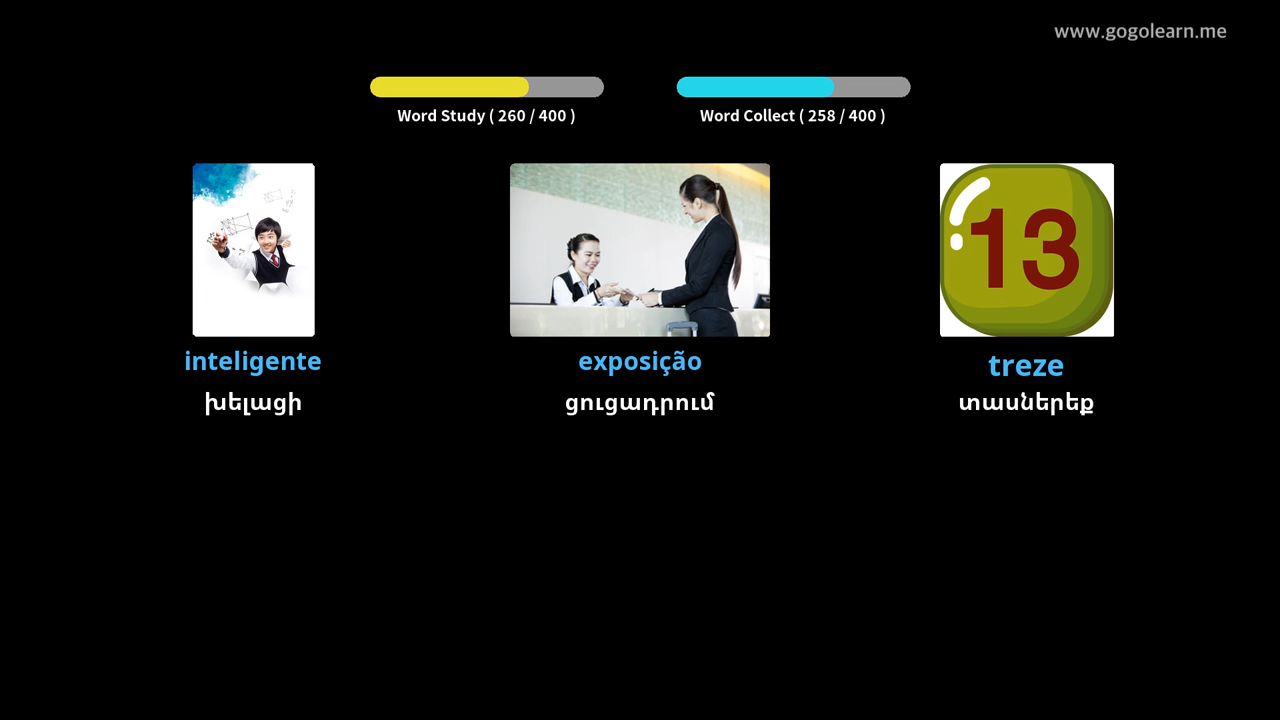 www.gogolearn.me
Word Study ( 260 / 400 )
Word Collect ( 258 / 400 )
13
inteligente
exposição
treze
խելացի
ցուցադրում
տասներեք